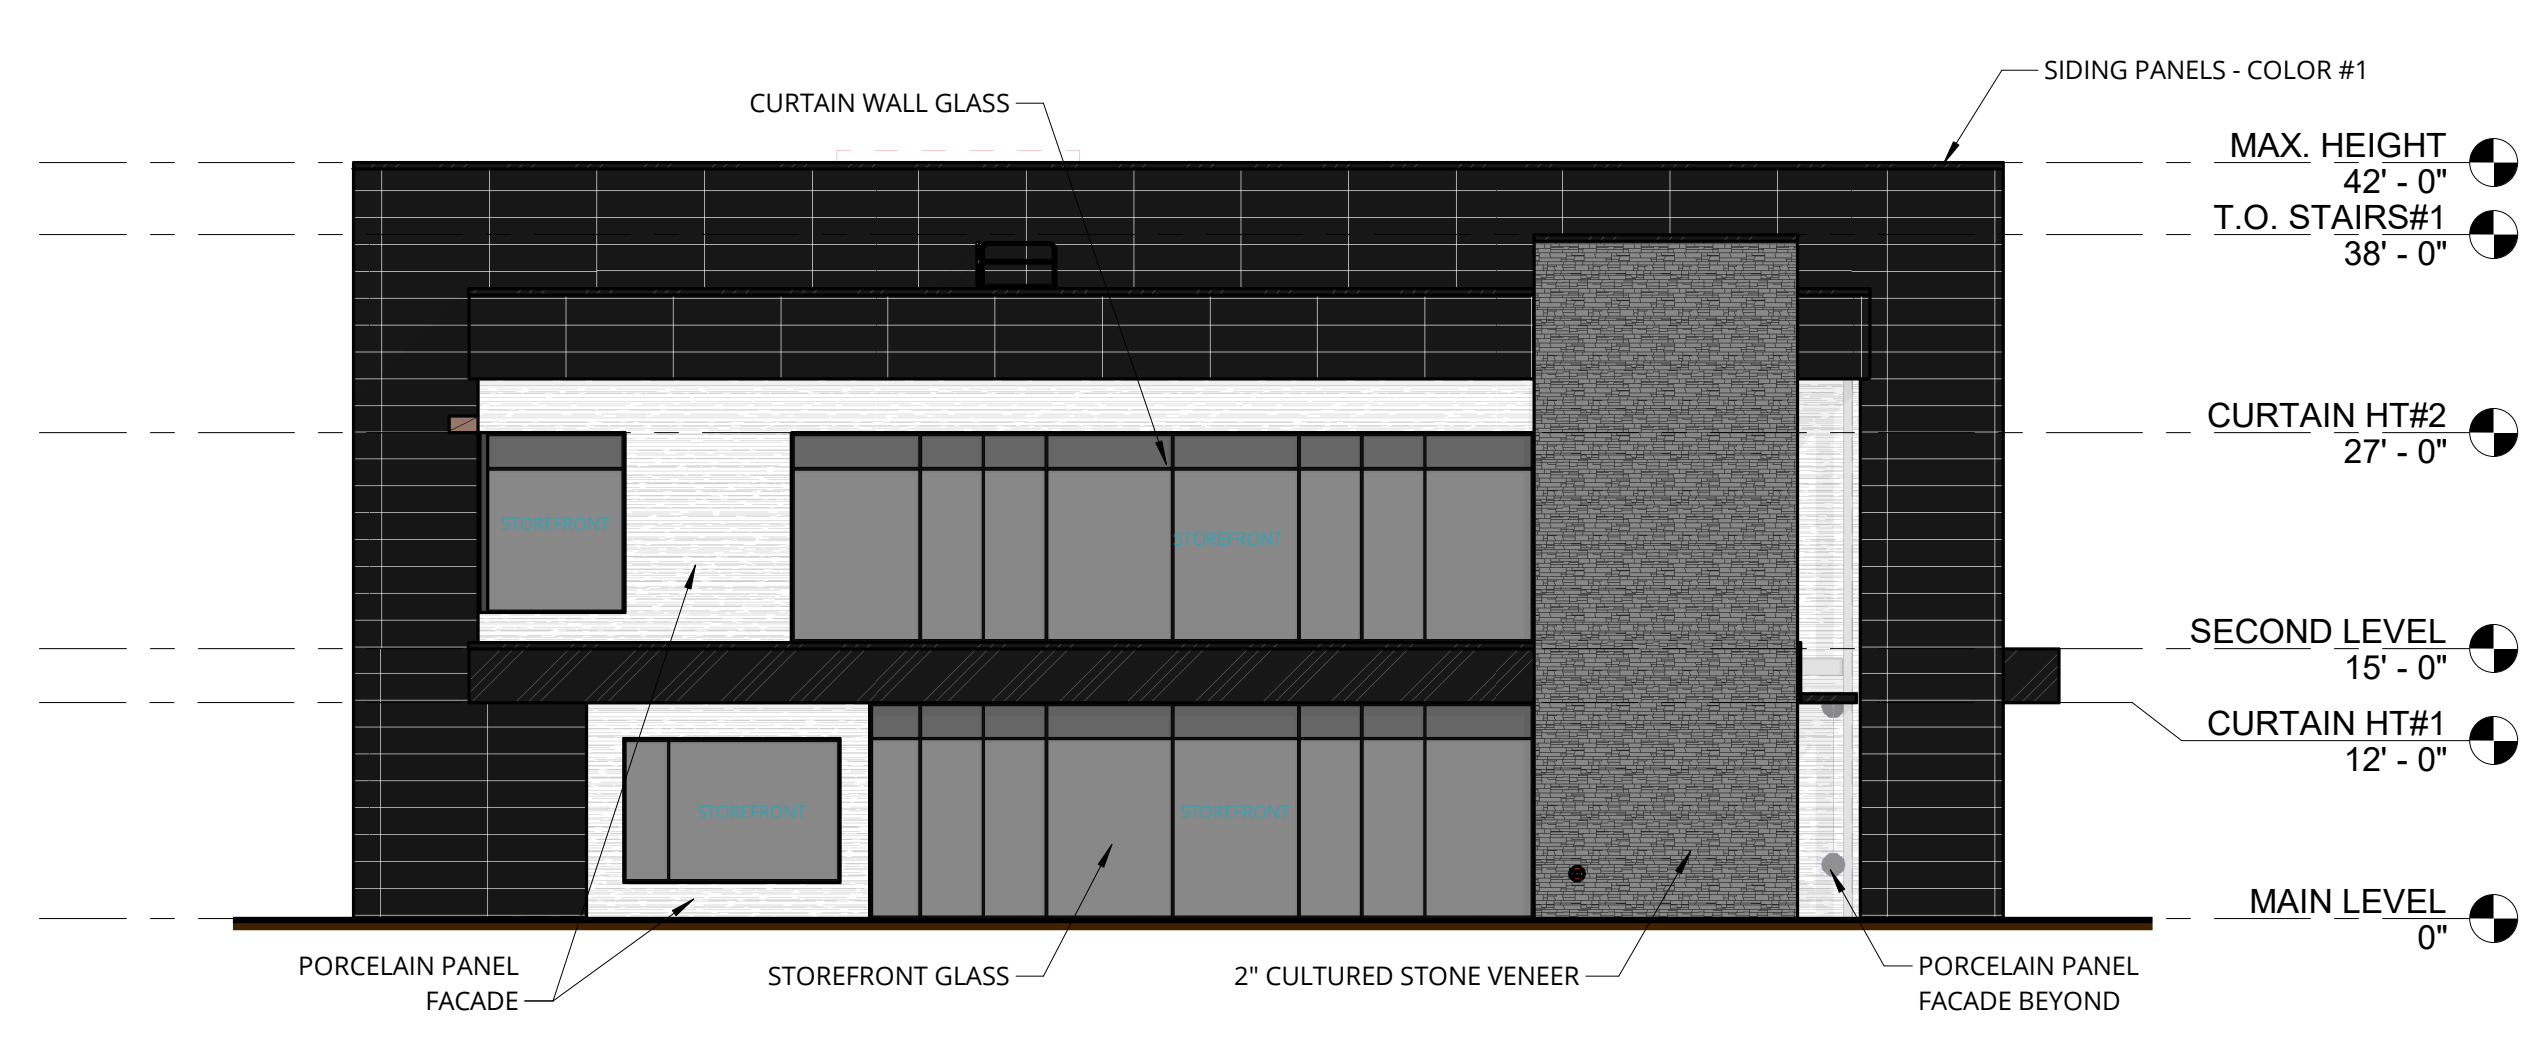 SIDING PANELS - COLOR #1
CURTAIN WALL GLASS
MAX. HEIGHT
42' - 0"
T.O. STAIRS#1
38' - 0"
CURTAIN HT#2
27' - 0"
STOREFRONT
STOREFRONT
SECOND LEVEL
15' - 0"
CURTAIN HT#1
12' - 0"
STOREFRONT
STOREFRONT
MAIN LEVEL
0"
PORCELAIN PANEL
FACADE
STOREFRONT GLASS
2" CULTURED STONE VENEER
PORCELAIN PANEL
FACADE BEYOND